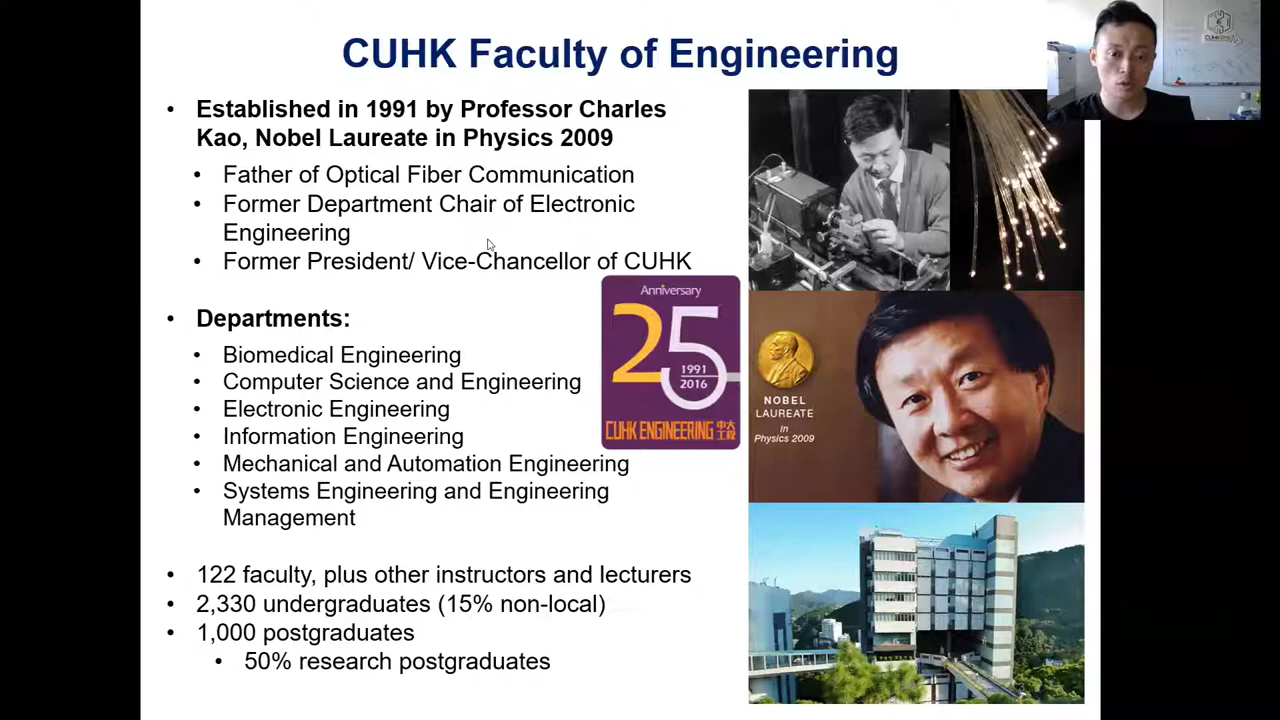 CUHK Faculty of Engineering
• Established in 1991 by Professor Charles
Kao, Nobel Laureate in Physics 2009
• Father of Optical Fiber Communication
• Former Department Chair of Electronic
Engineering
• Former President/ Vice-Chancellor of CUHK
• Departments:
• Biomedical Engineering
• Computer Science and Engineering
• Electronic Engineering
• Information Engineering
• Mechanical and Automation Engineering
• Systems Engineering and Engineering
Management
• 122 faculty, plus other instructors and lecturers
• 2,330 undergraduates (15% non-local)
• 1,000 postgraduates
• 50% research postgraduates
Anniversary
25
1991
2016
CUHK ENGINEERING 中大
工程
NOBEL
LAUREATE
in
Physics 2009